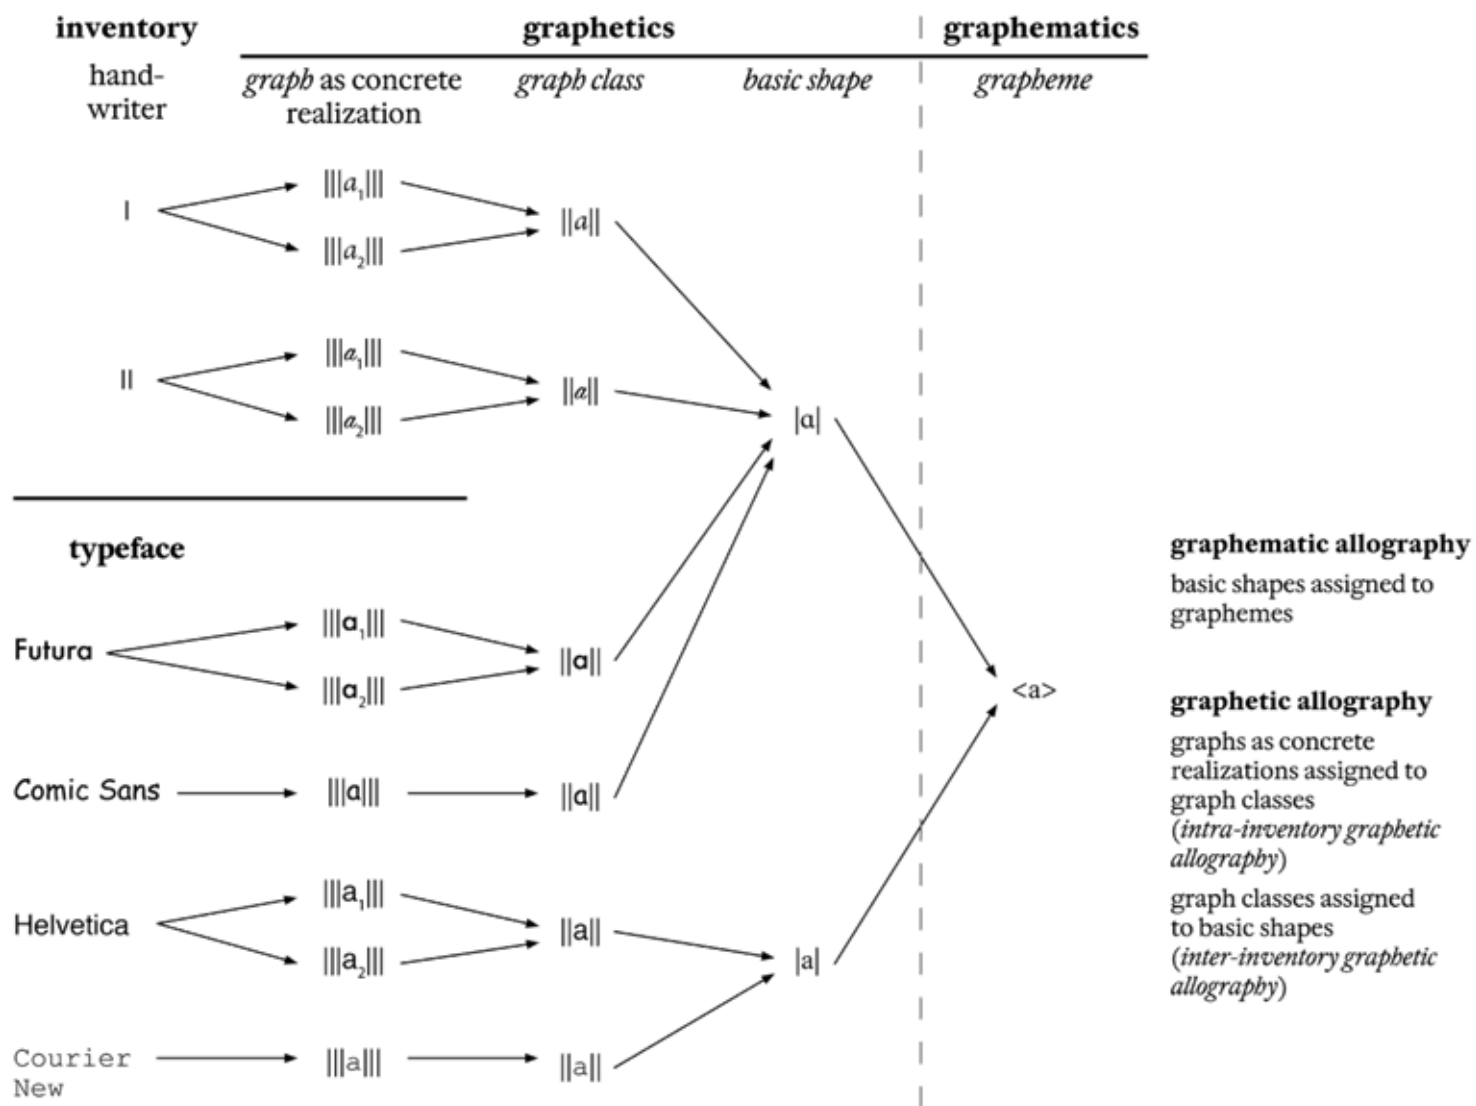 inventory graphetics graphematics
hand-
writer
graph as concrete
realization
graph class
basic shape
grapheme
I
|||a₁|||
|||a₂|||
||a||
II
|||a₁|||
|||a₂|||
||a||
|ɑ|
typeface
Futura
|||a₁|||
|||a₂|||
||a||
<a>
Comic Sans
|||a|||
||a||
Helvetica
|||a₁|||
|||a₂|||
||a||
|a|
Courier
New
|||a|||
||a||
graphematic allography
basic shapes assigned to
graphemes
graphetic allography
graphs as concrete
realizations assigned to
graph classes
(intra-inventory graphetic
allography)
graph classes assigned
to basic shapes
(inter-inventory graphetic
allography)